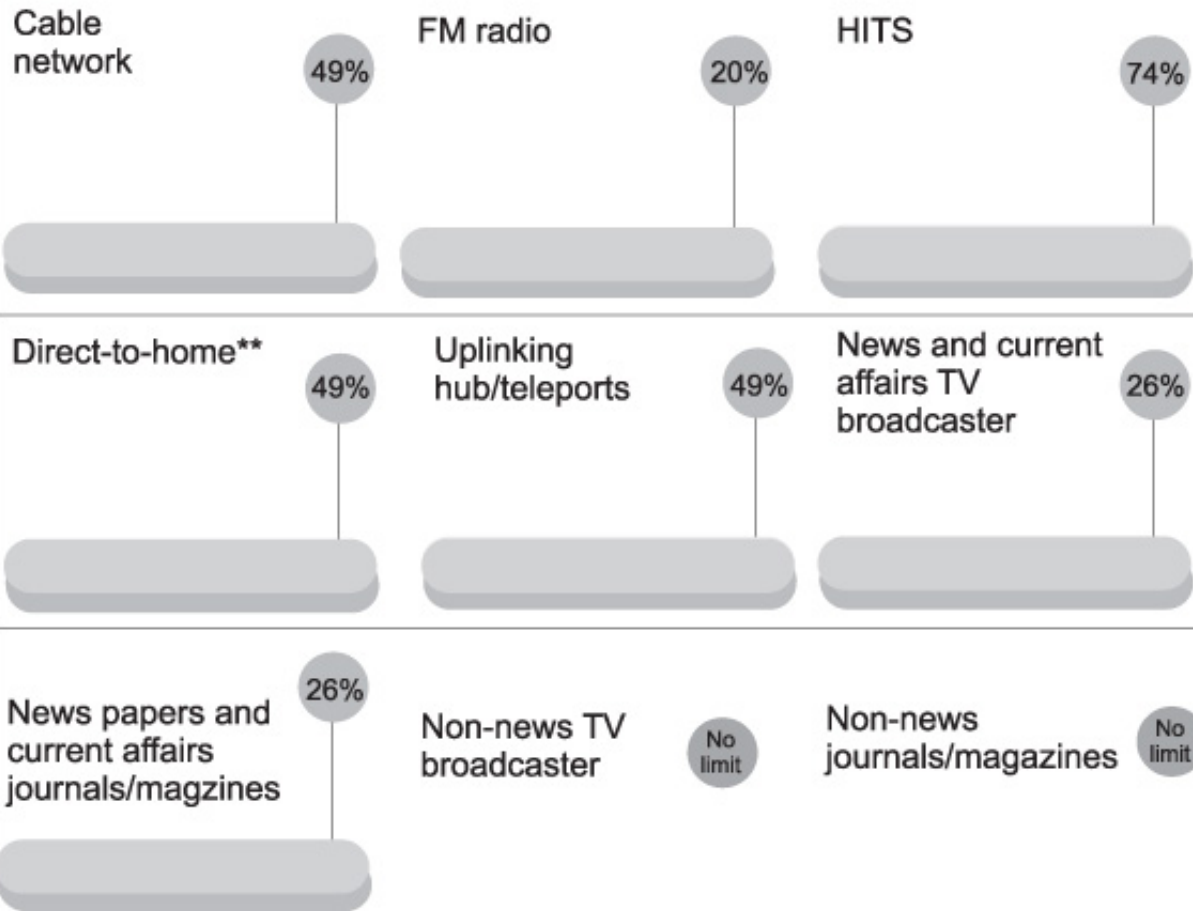 Cable
network
49%
FM radio
20%
HITS
74%
Direct-to-home**
49%
Uplinking
hub/teleports
49%
News and current
affairs TV
broadcaster
26%
News papers and
current affairs
journals/magzines
26%
Non-news TV
broadcaster
No
limit
Non-news
journals/magazines
No
limit